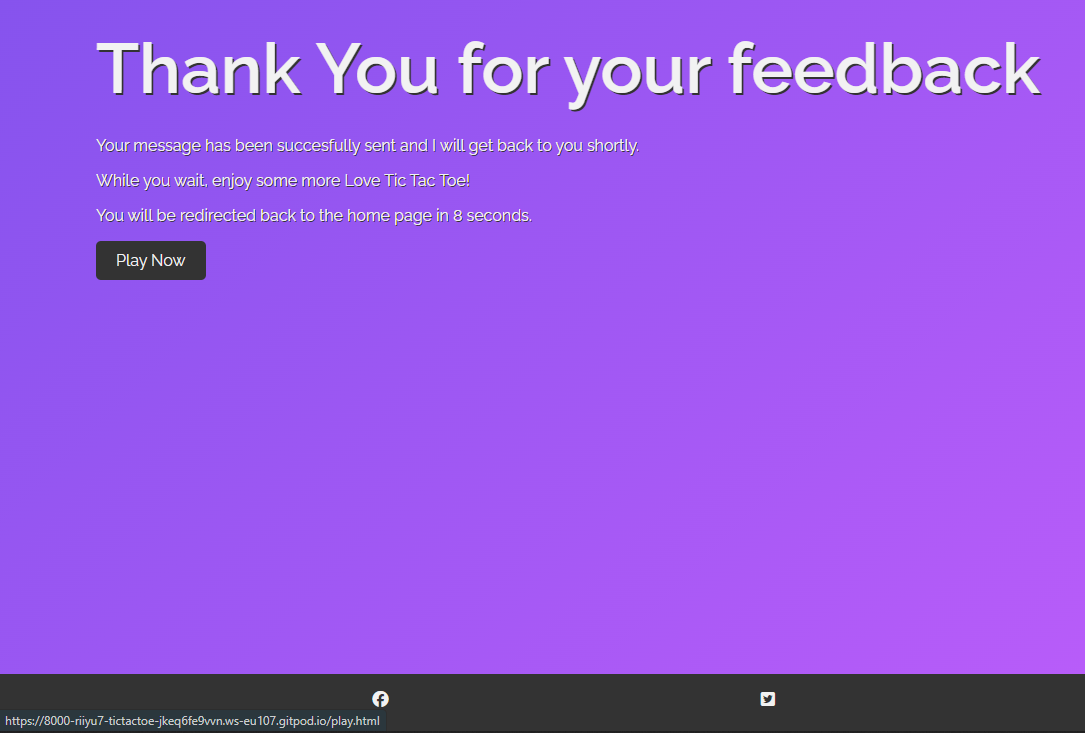 Thank You for your feedback
Your message has been succesfully sent and I will get back to you shortly.
While you wait, enjoy some more Love Tic Tac Toe!
You will be redirected back to the home page in 8 seconds.
Play Now
https://8000-riiyu7-tictactoe-jkeq6fe9vvn.ws-eu107.gitpod.io/play.html